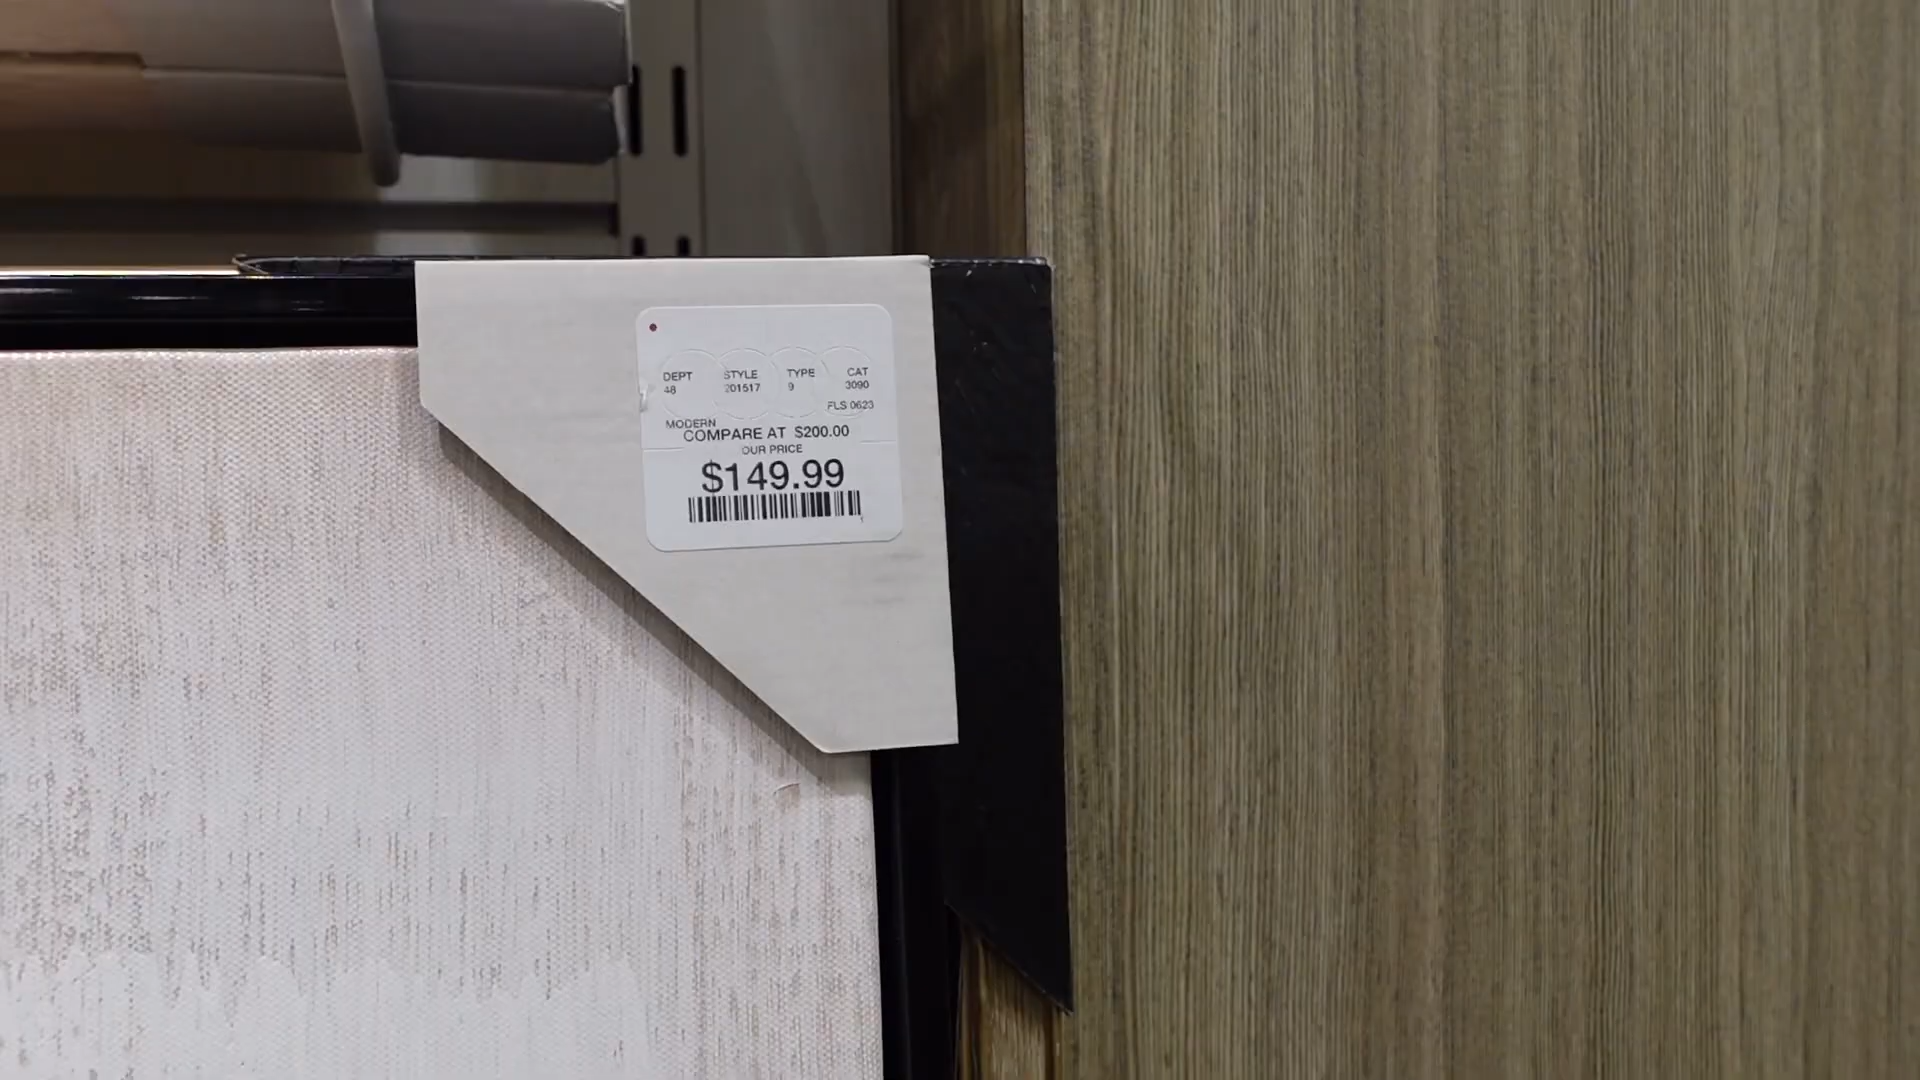 DEPT STYLE TYPE CAT
48 201517 9 3090
FLS 0623
MODERN
COMPARE AT $200.00
OUR PRICE
$149.99
1